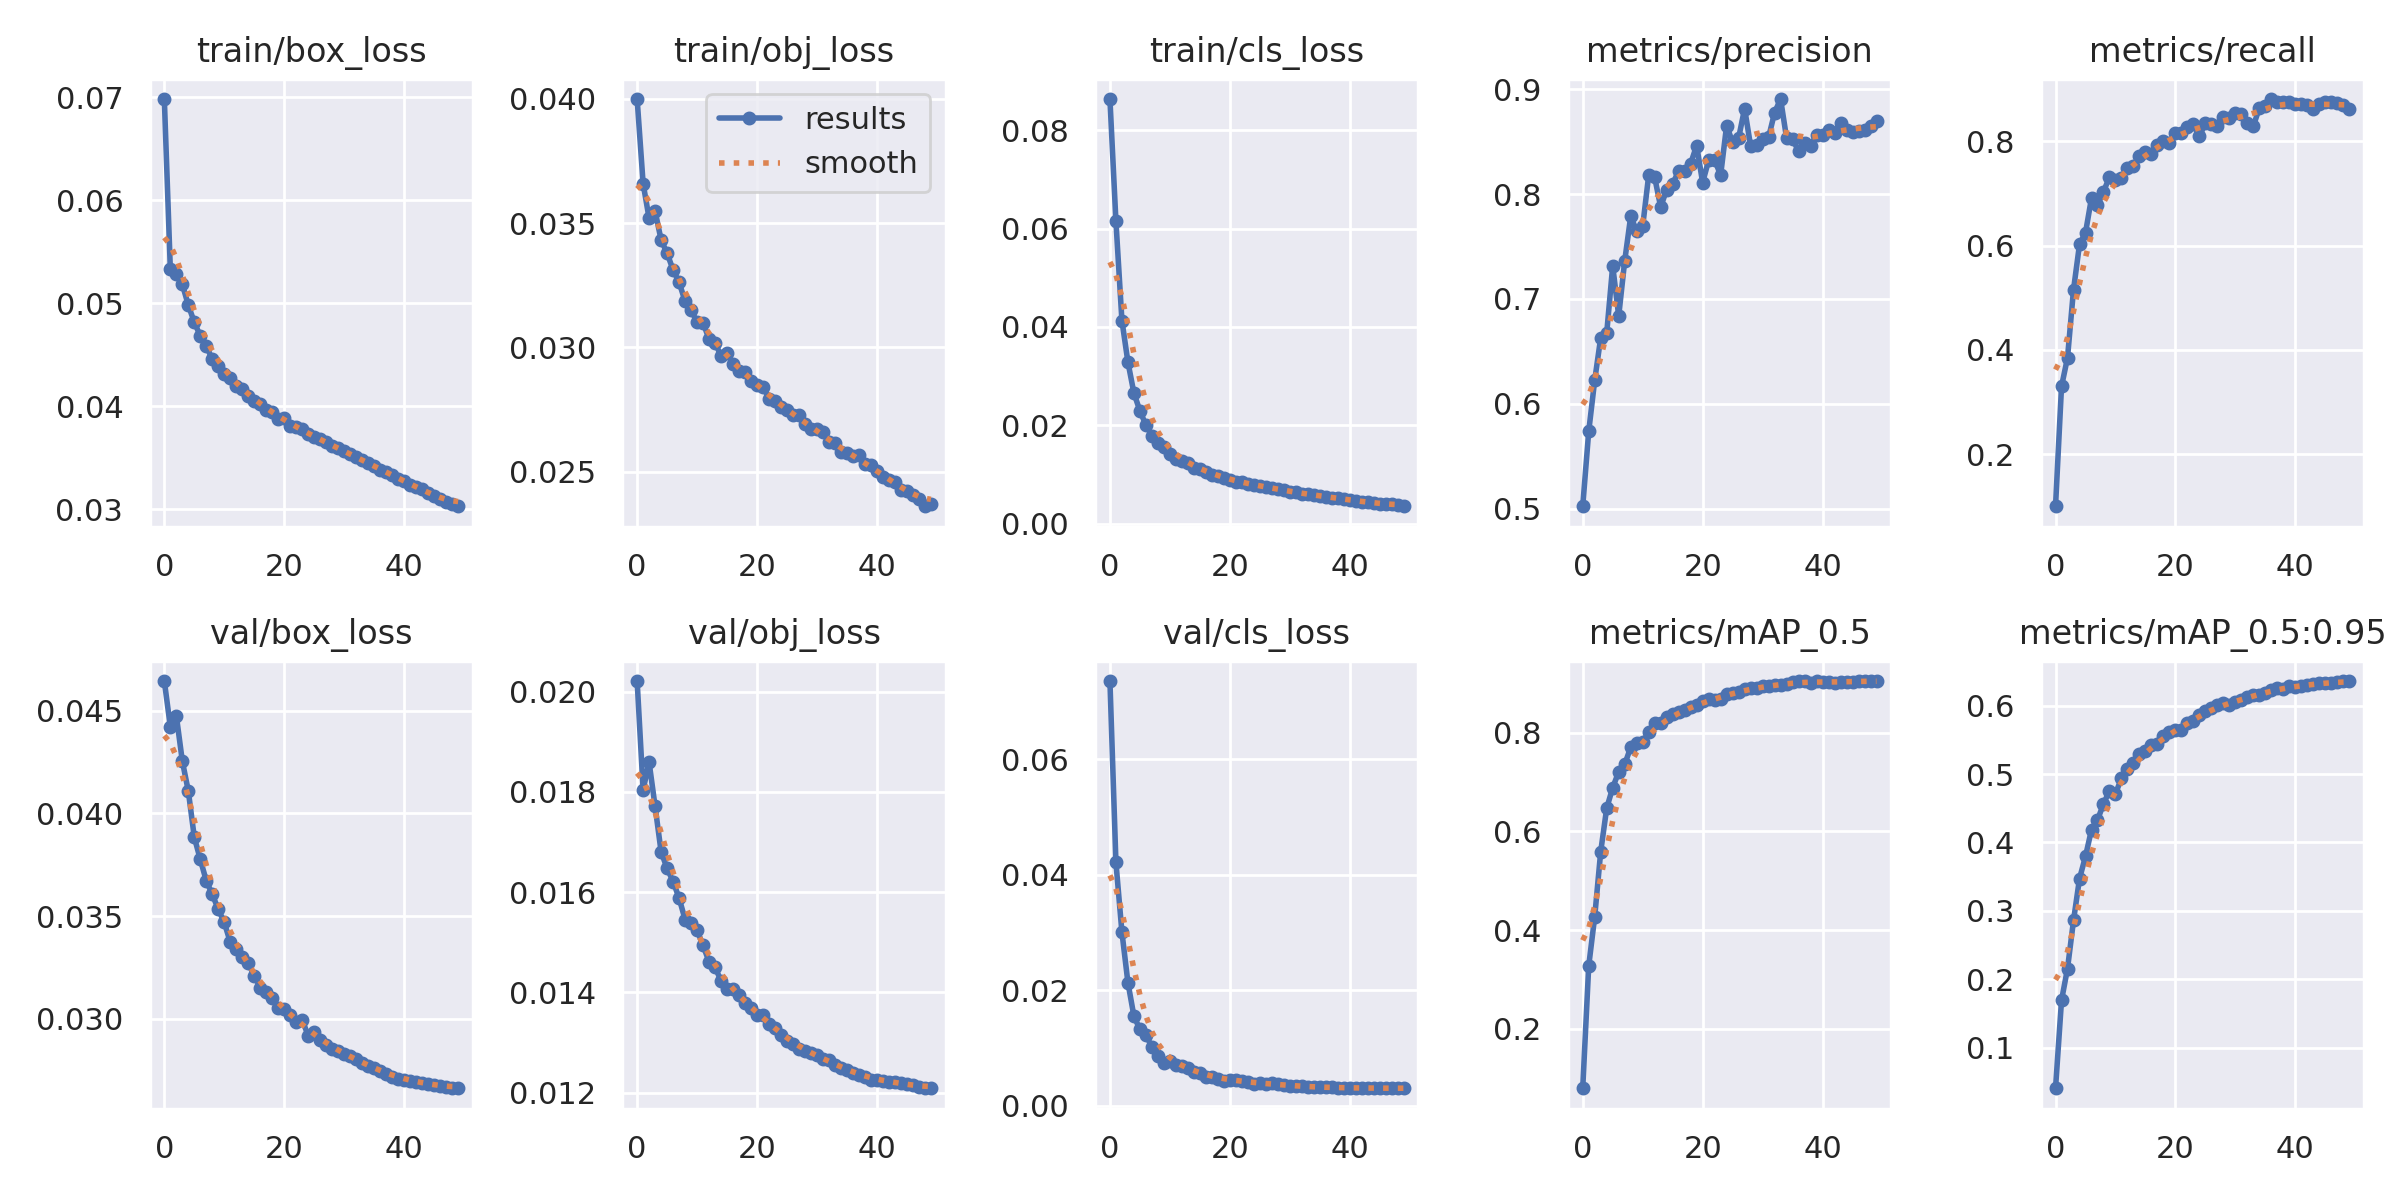 train/box_loss
0.07
0.06
0.05
0.04
0.03
0 20 40
train/obj_loss
results
smooth
0.040
0.035
0.030
0.025
0 20 40
train/cls_loss
0.08
0.06
0.04
0.02
0.00
0 20 40
metrics/precision
0.9
0.8
0.7
0.6
0.5
0 20 40
metrics/recall
0.8
0.6
0.4
0.2
0 20 40
val/box_loss
0.045
0.040
0.035
0.030
0 20 40
val/obj_loss
0.020
0.018
0.016
0.014
0.012
0 20 40
val/cls_loss
0.06
0.04
0.02
0.00
0 20 40
metrics/mAP_0.5
0.8
0.6
0.4
0.2
0 20 40
metrics/mAP_0.5:0.95
0.6
0.5
0.4
0.3
0.2
0.1
0 20 40